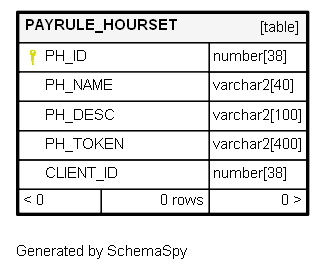 PAYRULE_HOURSET [table]
PH_ID number[38]
PH_NAME varchar2[40]
PH_DESC varchar2[100]
PH_TOKEN varchar2[400]
CLIENT_ID number[38]
< 0 0 rows 0 >
Generated by SchemaSpy